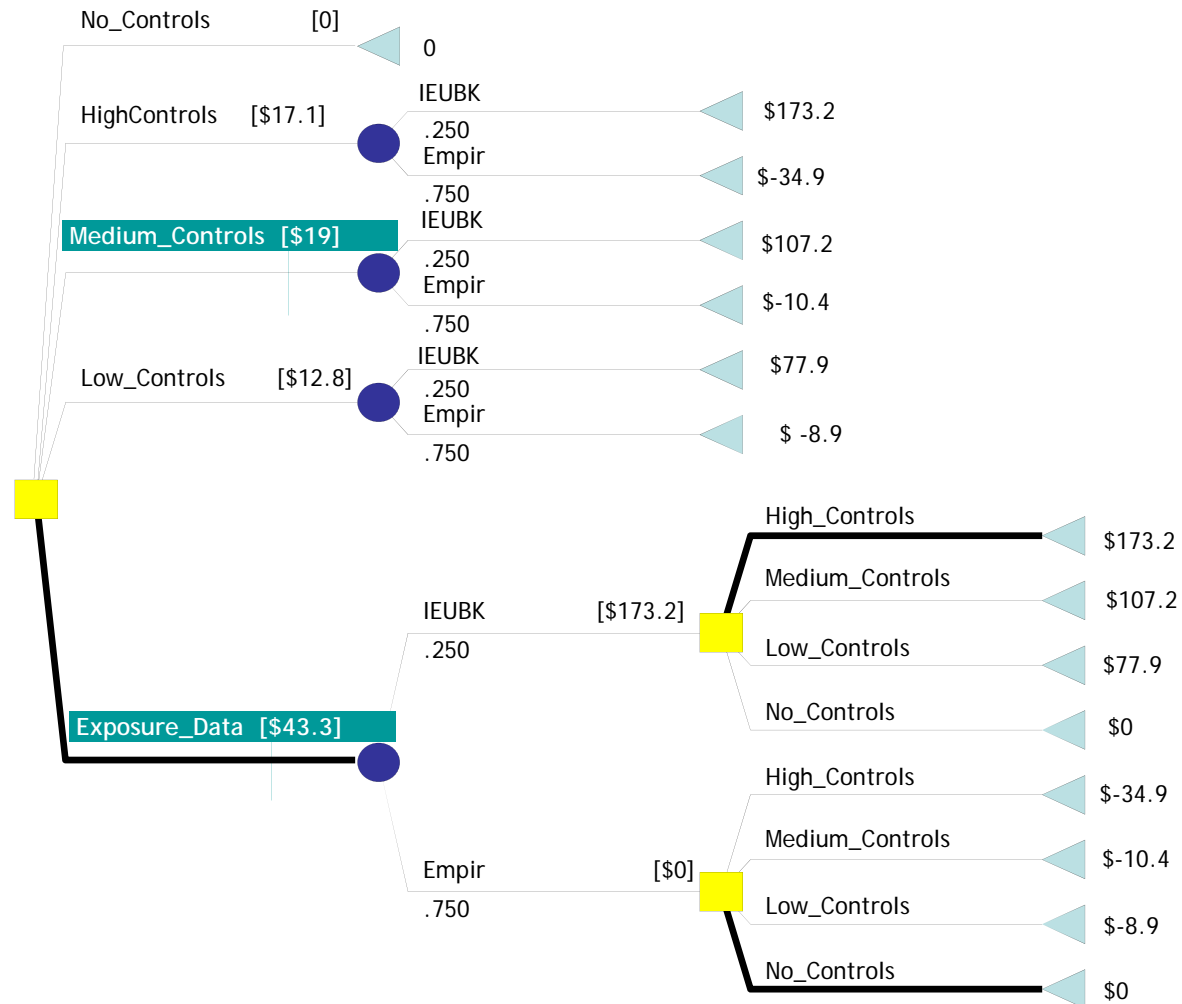 No_Controls [0]
0
HighControls [$17.1]
IEUBK
.250
$173.2
Empir
.750
$-34.9
Medium_Controls [$19]
IEUBK
.250
$107.2
Empir
.750
$-10.4
Low_Controls [$12.8]
IEUBK
.250
$77.9
Empir
.750
$ -8.9
Exposure_Data [$43.3]
IEUBK [$173.2]
.250
High_Controls
$173.2
Medium_Controls
$107.2
Low_Controls
$77.9
No_Controls
$0
Empir [$0]
.750
High_Controls
$-34.9
Medium_Controls
$-10.4
Low_Controls
$-8.9
No_Controls
$0